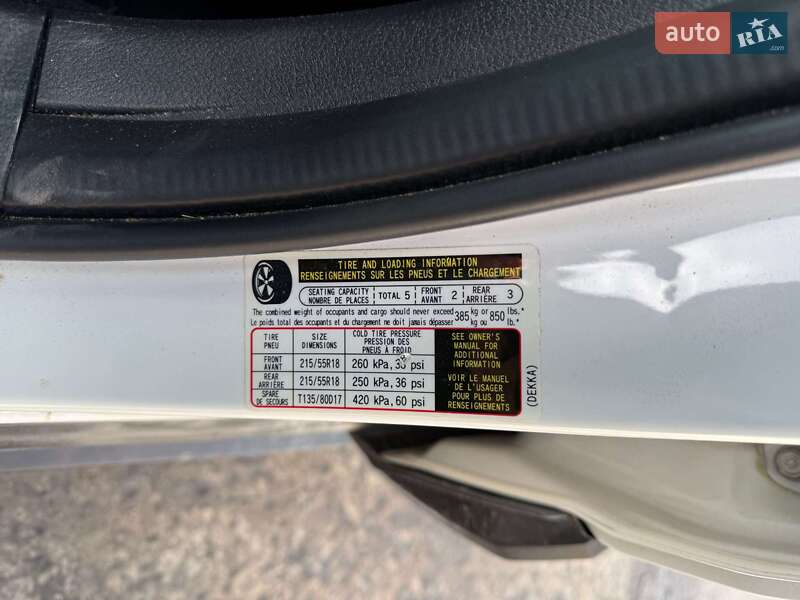 auto RIA .com
TIRE AND LOADING INFORMATION
RENSEIGNEMENTS SUR LES PNEUS ET LE CHARGEMENT
SEATING CAPACITY
NOMBRE DE PLACES
TOTAL 5
FRONT
AVANT
2
REAR
ARRIÈRE
3
The combined weight of occupants and cargo should never exceed
Le poids total des occupants et du chargement ne doit jamais dépasser
385 kg or
kg ou
850 lbs.*
lb.*
TIRE
PNEU
SIZE
DIMENSIONS
COLD TIRE PRESSURE
PRESSION DES
PNEUS À FROID
FRONT
AVANT
215/55R18
260 kPa, psi
REAR
ARRIÈRE
215/55R18
250 kPa, 36 psi
SPARE
DE SECOURS
T135/80D17
420 kPa, 60 psi
SEE OWNER'S
MANUAL FOR
ADDITIONAL
INFORMATION
VOIR LE MANUEL
DE L'USAGER
POUR PLUS DE
RENSEIGNEMENTS
(DEKKA)